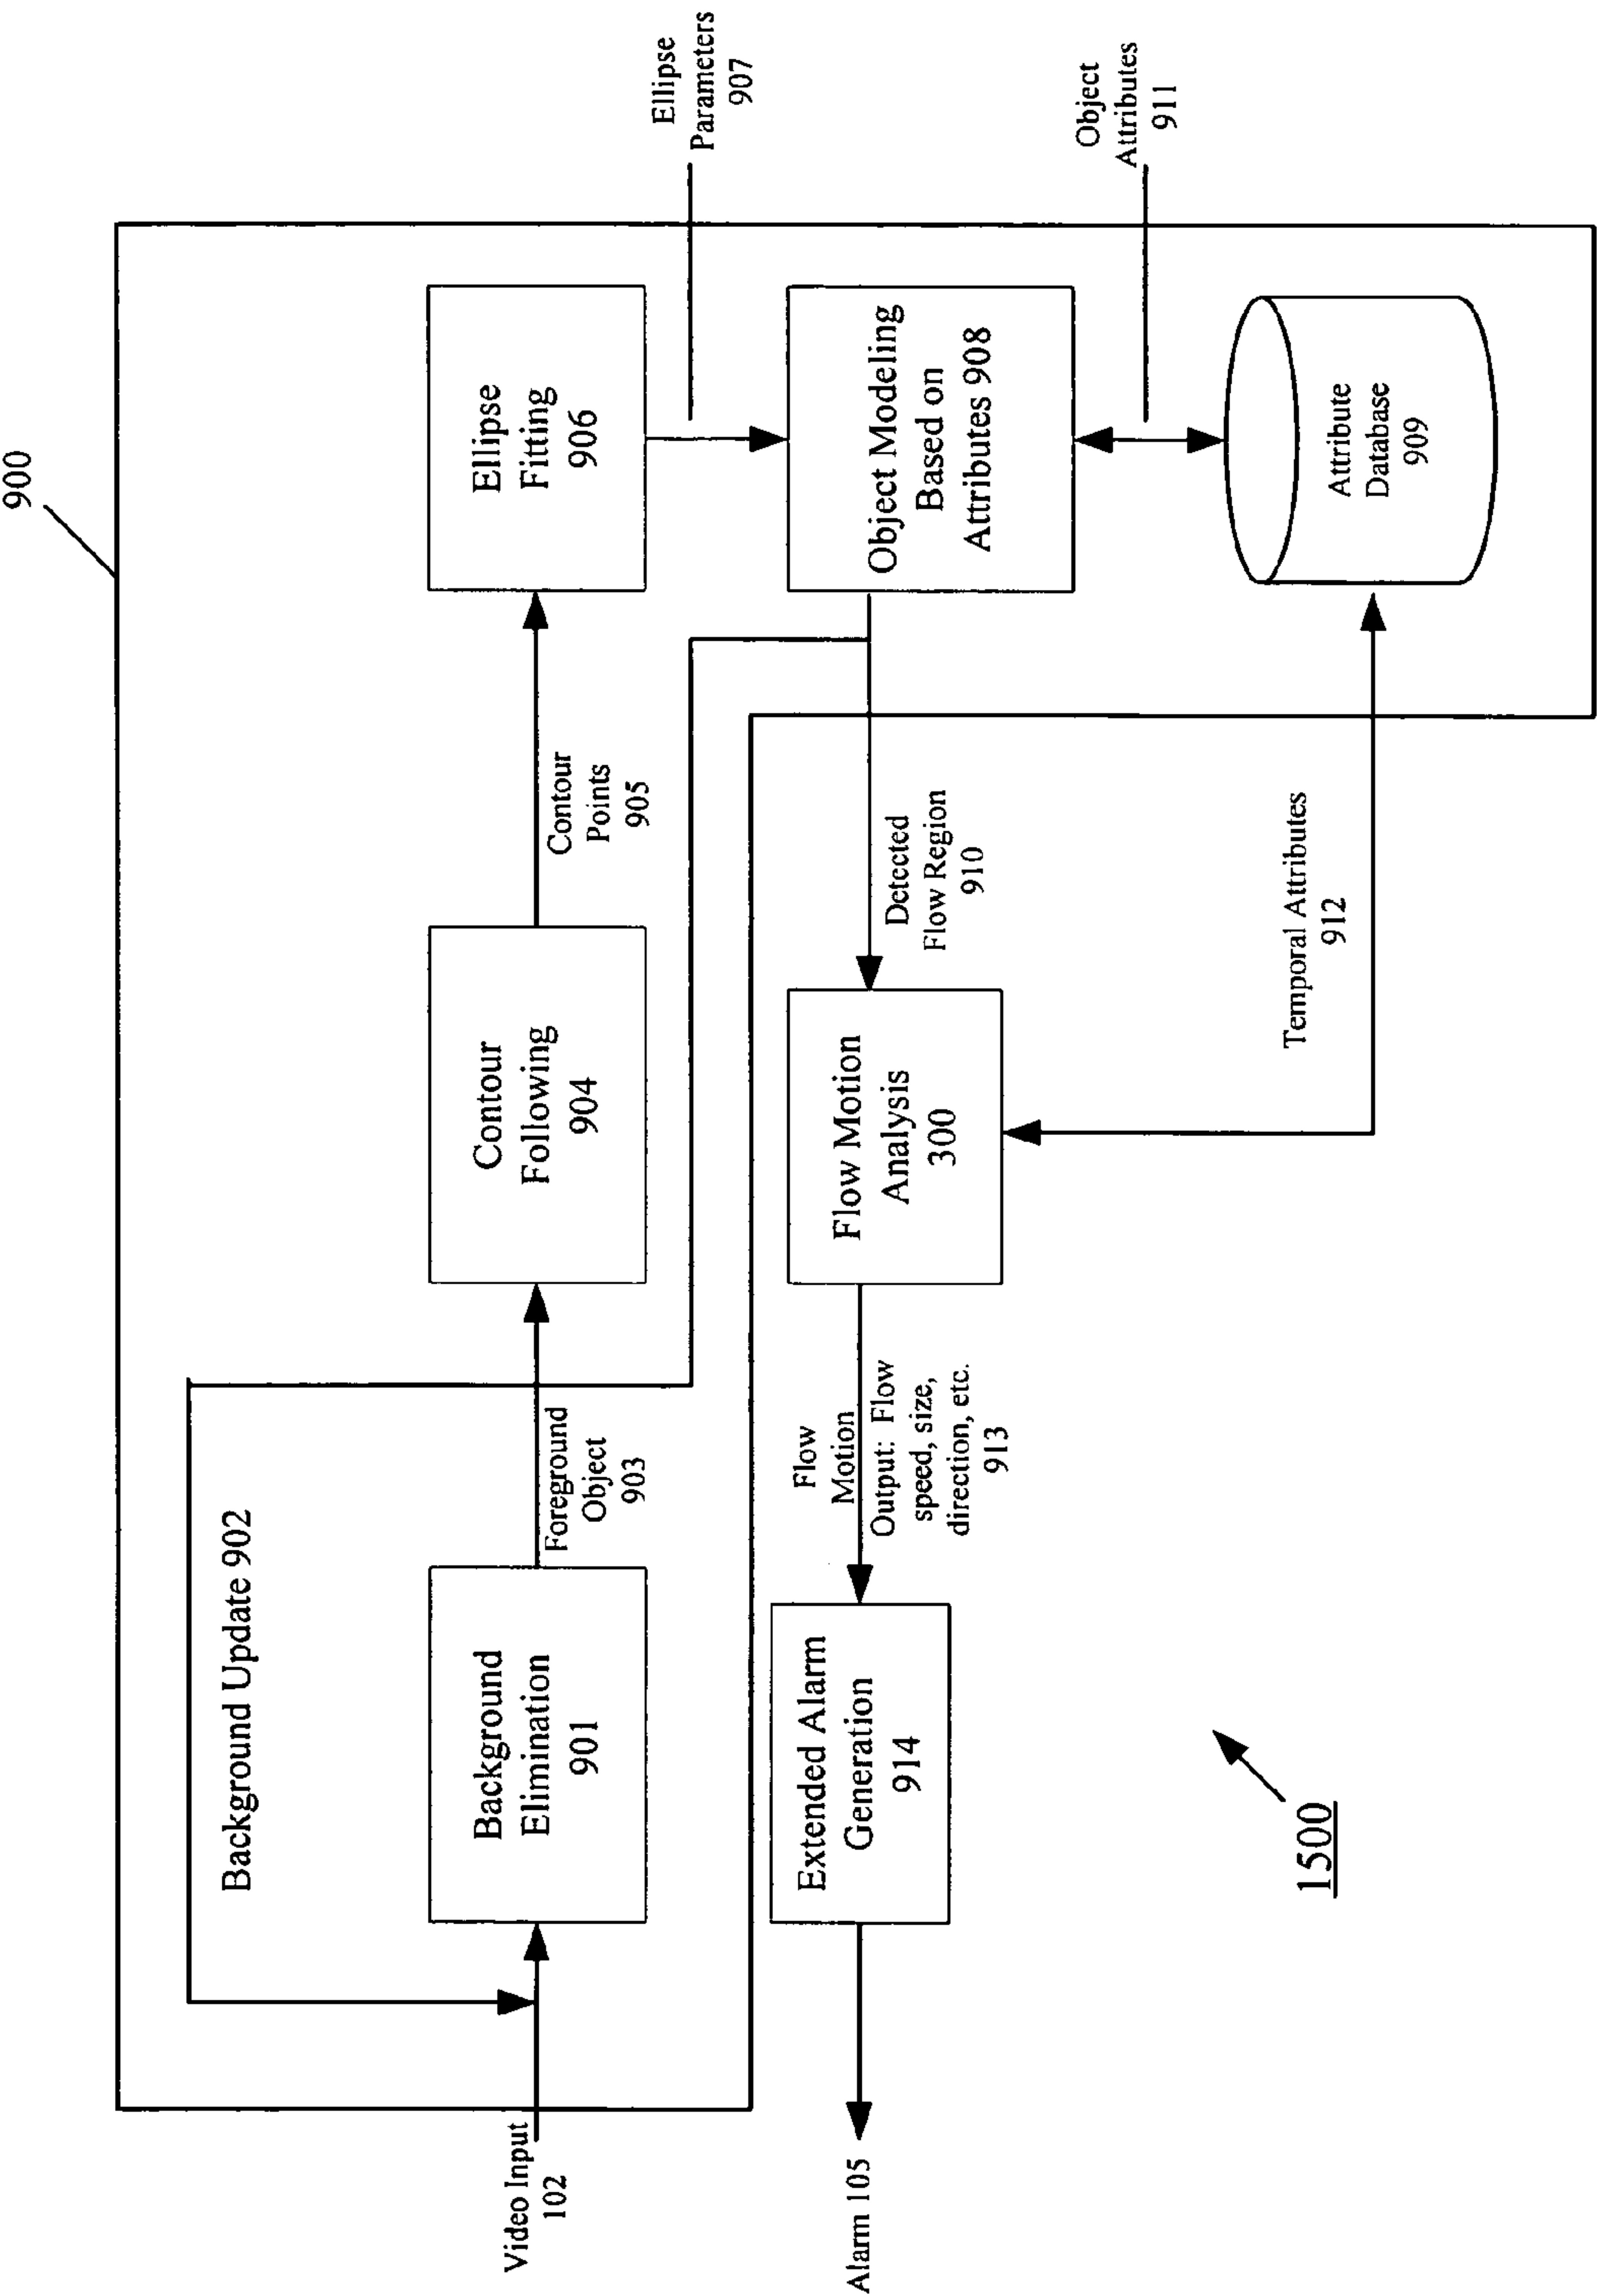 900
Background Update 902
Video Input
102
Background
Elimination
901
Foreground
Object
903
Contour
Following
904
Contour
Points
905
Ellipse
Fitting
906
Ellipse
Parameters
907
Object Modeling
Based on
Attributes 908
Object
Attributes
911
Attribute
Database
909
Detected
Flow Region
910
Temporal Attributes
912
Flow Motion
Analysis
300
Flow
Motion
Output: Flow
speed, size,
direction, etc.
913
Extended Alarm
Generation
914
Alarm 105
1500